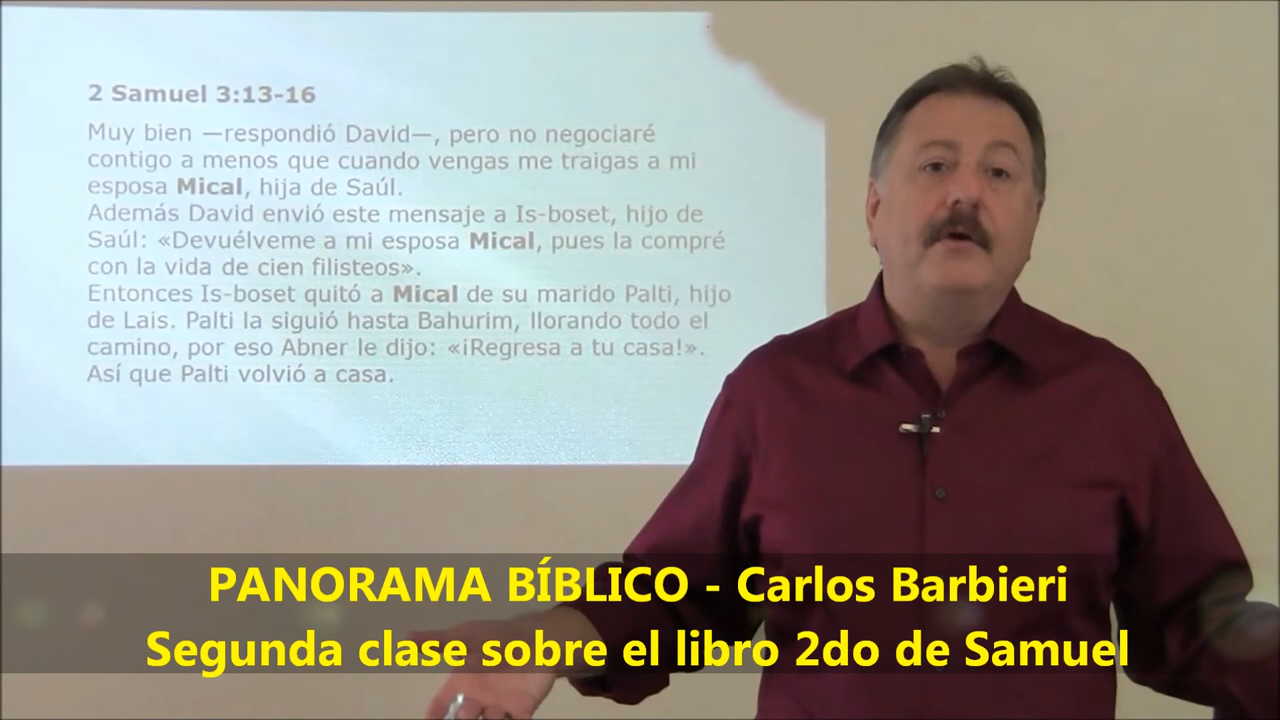 2 Samuel 3:13-16
Muy bien —respondió David—, pero no negociaré
contigo a menos que cuando vengas me traigas a mi
esposa Mical, hija de Saúl.
Además David envió este mensaje a Is-boset, hijo de
Saúl: «Devuélveme a mi esposa Mical, pues la compré
con la vida de cien filisteos».
Entonces Is-boset quitó a Mical de su marido Palti, hijo
de Lais. Palti la siguió hasta Bahurim, llorando todo el
camino, por eso Abner le dijo: «¡Regresa a tu casa!».
Así que Palti volvió a casa.
PANORAMA BÍBLICO - Carlos Barbieri
Segunda clase sobre el libro 2do de Samuel